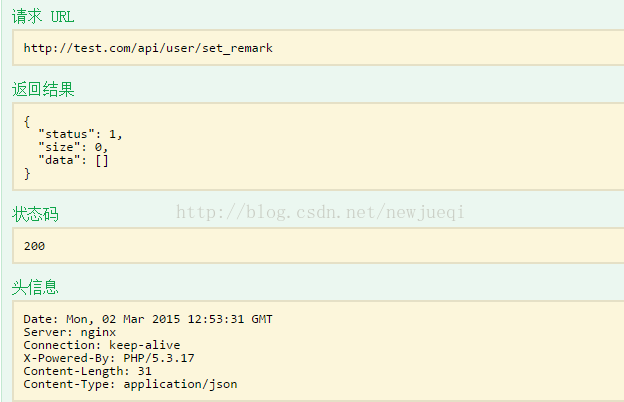 请求 URL
http://test.com/api/user/set_remark
返回结果
{
"status": 1,
"size": 0,
"data": []
}
http://blog.csdn.net/newjueqi
状态码
200
头信息
Date: Mon, 02 Mar 2015 12:53:31 GMT
Server: nginx
Connection: keep-alive
X-Powered-By: PHP/5.3.17
Content-Length: 31
Content-Type: application/json